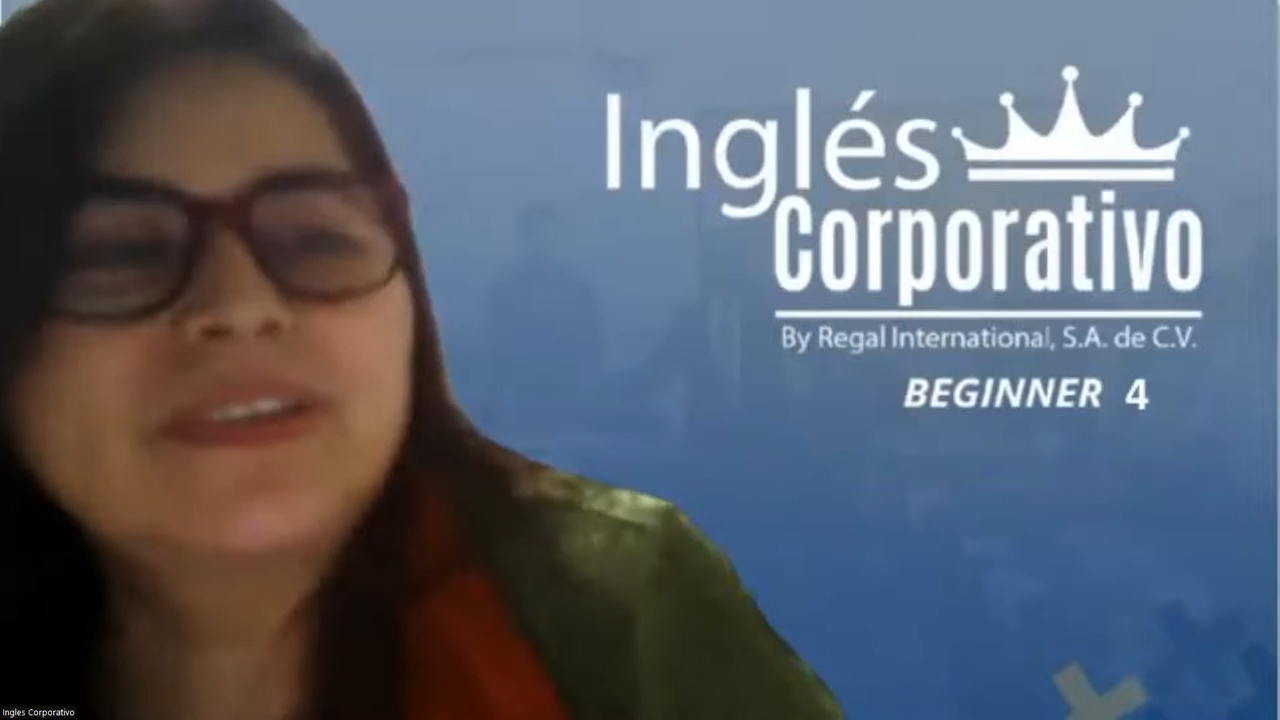 Inglés
Corporativo
By Regal International, S.A. de C.V.
BEGINNER 4
Ingles Corporativo